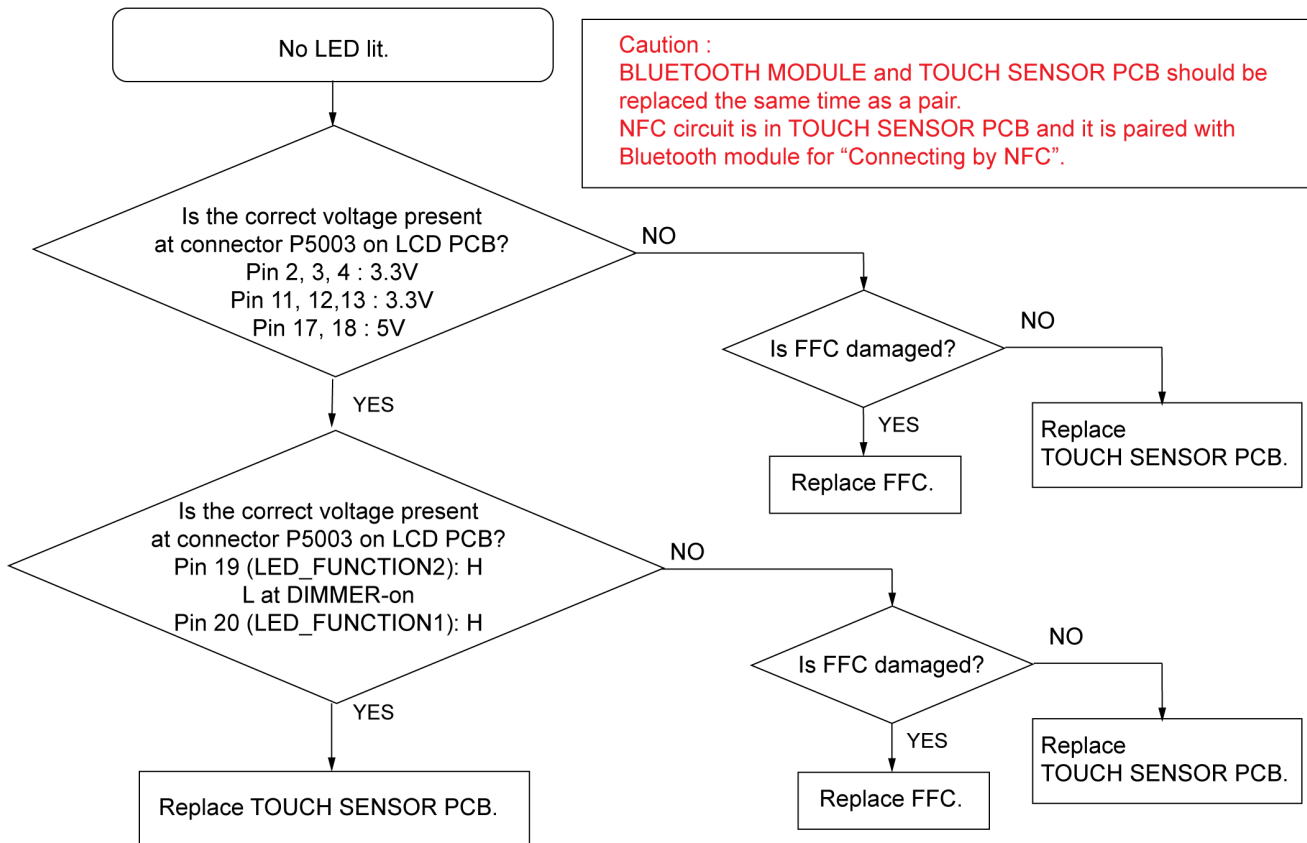 No LED lit.
Caution :
BLUETOOTH MODULE and TOUCH SENSOR PCB should be
replaced the same time as a pair.
NFC circuit is in TOUCH SENSOR PCB and it is paired with
Bluetooth module for “Connecting by NFC”.
Is the correct voltage present
at connector P5003 on LCD PCB?
Pin 2, 3, 4 : 3.3V
Pin 11, 12,13 : 3.3V
Pin 17, 18 : 5V
NO
Is FFC damaged?
NO
YES
Replace FFC.
Replace
TOUCH SENSOR PCB.
YES
Is the correct voltage present
at connector P5003 on LCD PCB?
Pin 19 (LED_FUNCTION2): H
L at DIMMER-on
Pin 20 (LED_FUNCTION1): H
NO
Is FFC damaged?
NO
YES
Replace FFC.
Replace
TOUCH SENSOR PCB.
YES
Replace TOUCH SENSOR PCB.